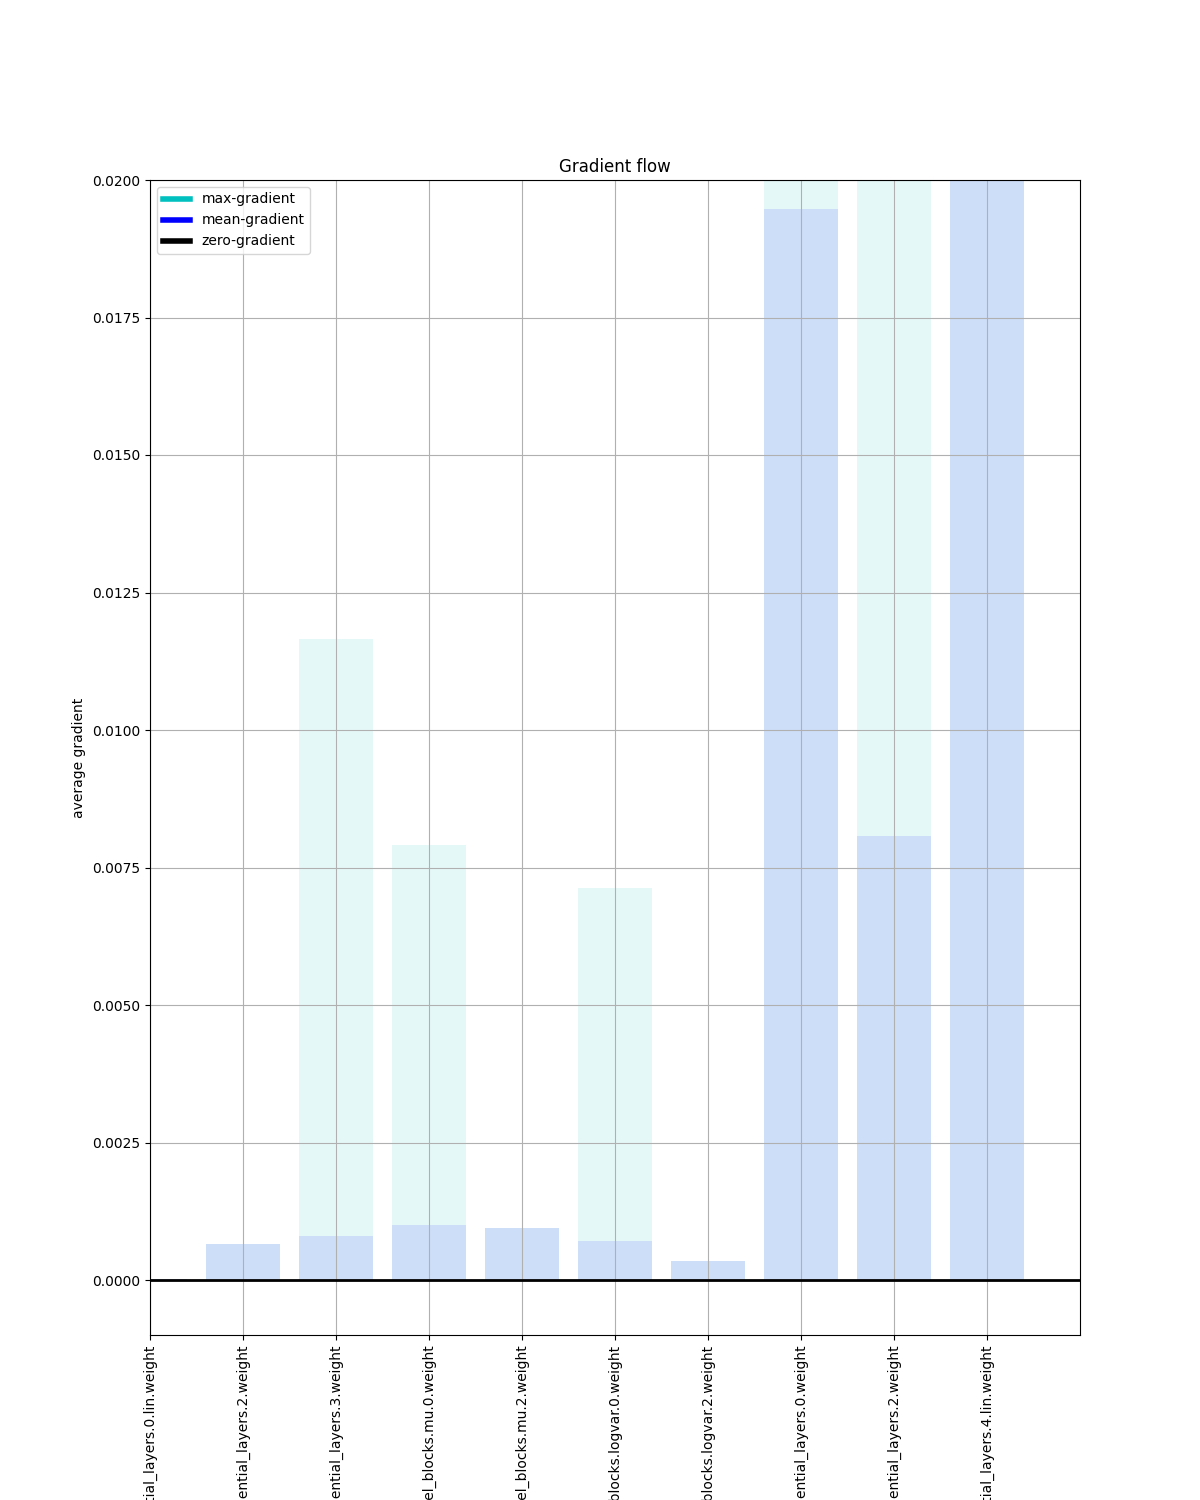 Gradient flow
max-gradient
mean-gradient
zero-gradient
0.0200
0.0175
0.0150
0.0125
0.0100
0.0075
0.0050
0.0025
0.0000
average gradient
tial_layers.0.lin.weight
ential_layers.2.weight
ential_layers.3.weight
el_blocks.mu.0.weight
el_blocks.mu.2.weight
blocks.logvar.0.weight
blocks.logvar.2.weight
ential_layers.0.weight
ential_layers.2.weight
tial_layers.4.lin.weight